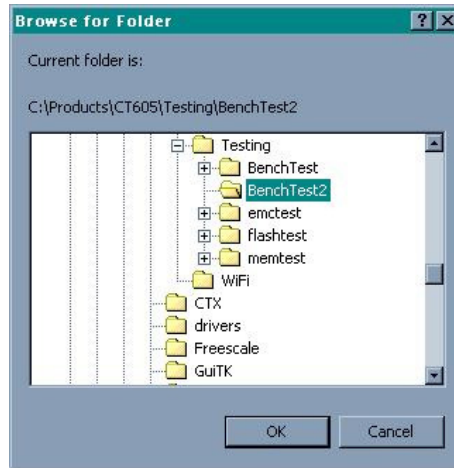 Browse for Folder
Current folder is:
C:\Products\CT605\Testing\BenchTest2
Testing
BenchTest
BenchTest2
emctest
flashtest
memtest
WiFi
CTX
drivers
Freescale
GuiTK
OK Cancel